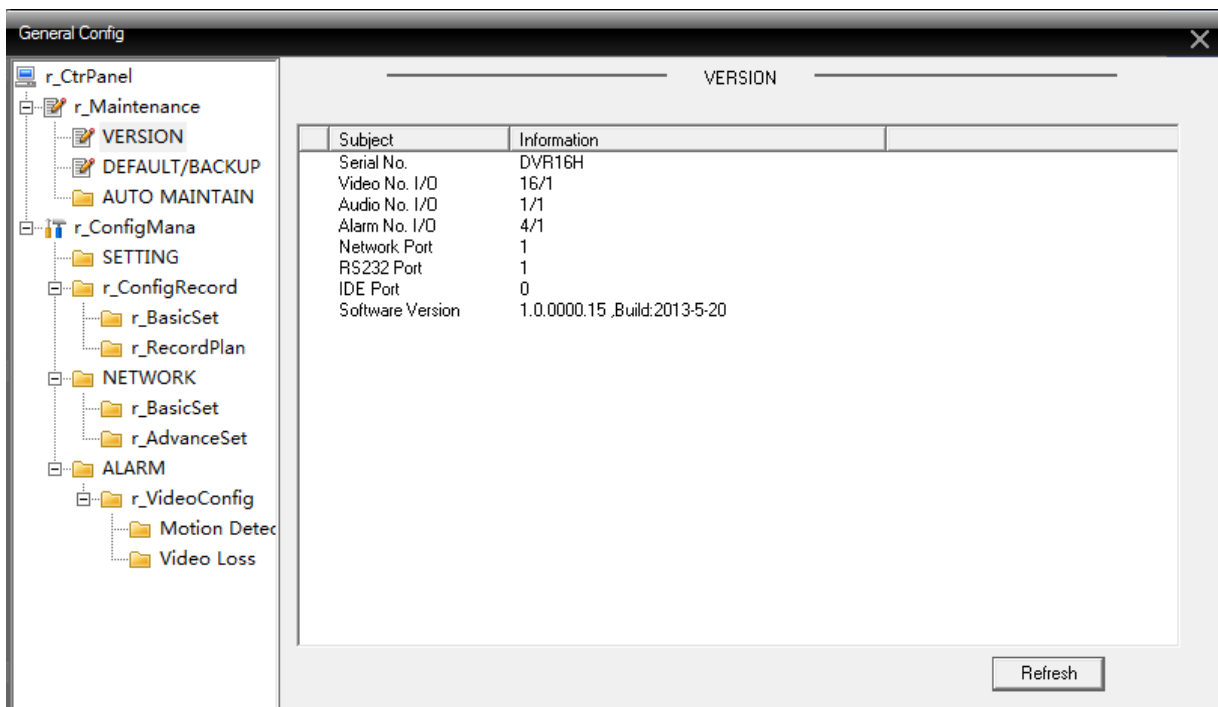 General Config
r_CtrPanel
r_Maintenance
VERSION
DEFAULT/BACKUP
AUTO MAINTAIN
r_ConfigMana
SETTING
r_ConfigRecord
r_BasicSet
r_RecordPlan
NETWORK
r_BasicSet
r_AdvanceSet
ALARM
r_VideoConfig
Motion Detec
Video Loss
VERSION
Subject Information
Serial No. DVR16H
Video No. I/O 16/1
Audio No. I/O 1/1
Alarm No. I/O 4/1
Network Port 1
RS232 Port 1
IDE Port 0
Software Version 1.0.0000.15 ,Build:2013-5-20
Refresh